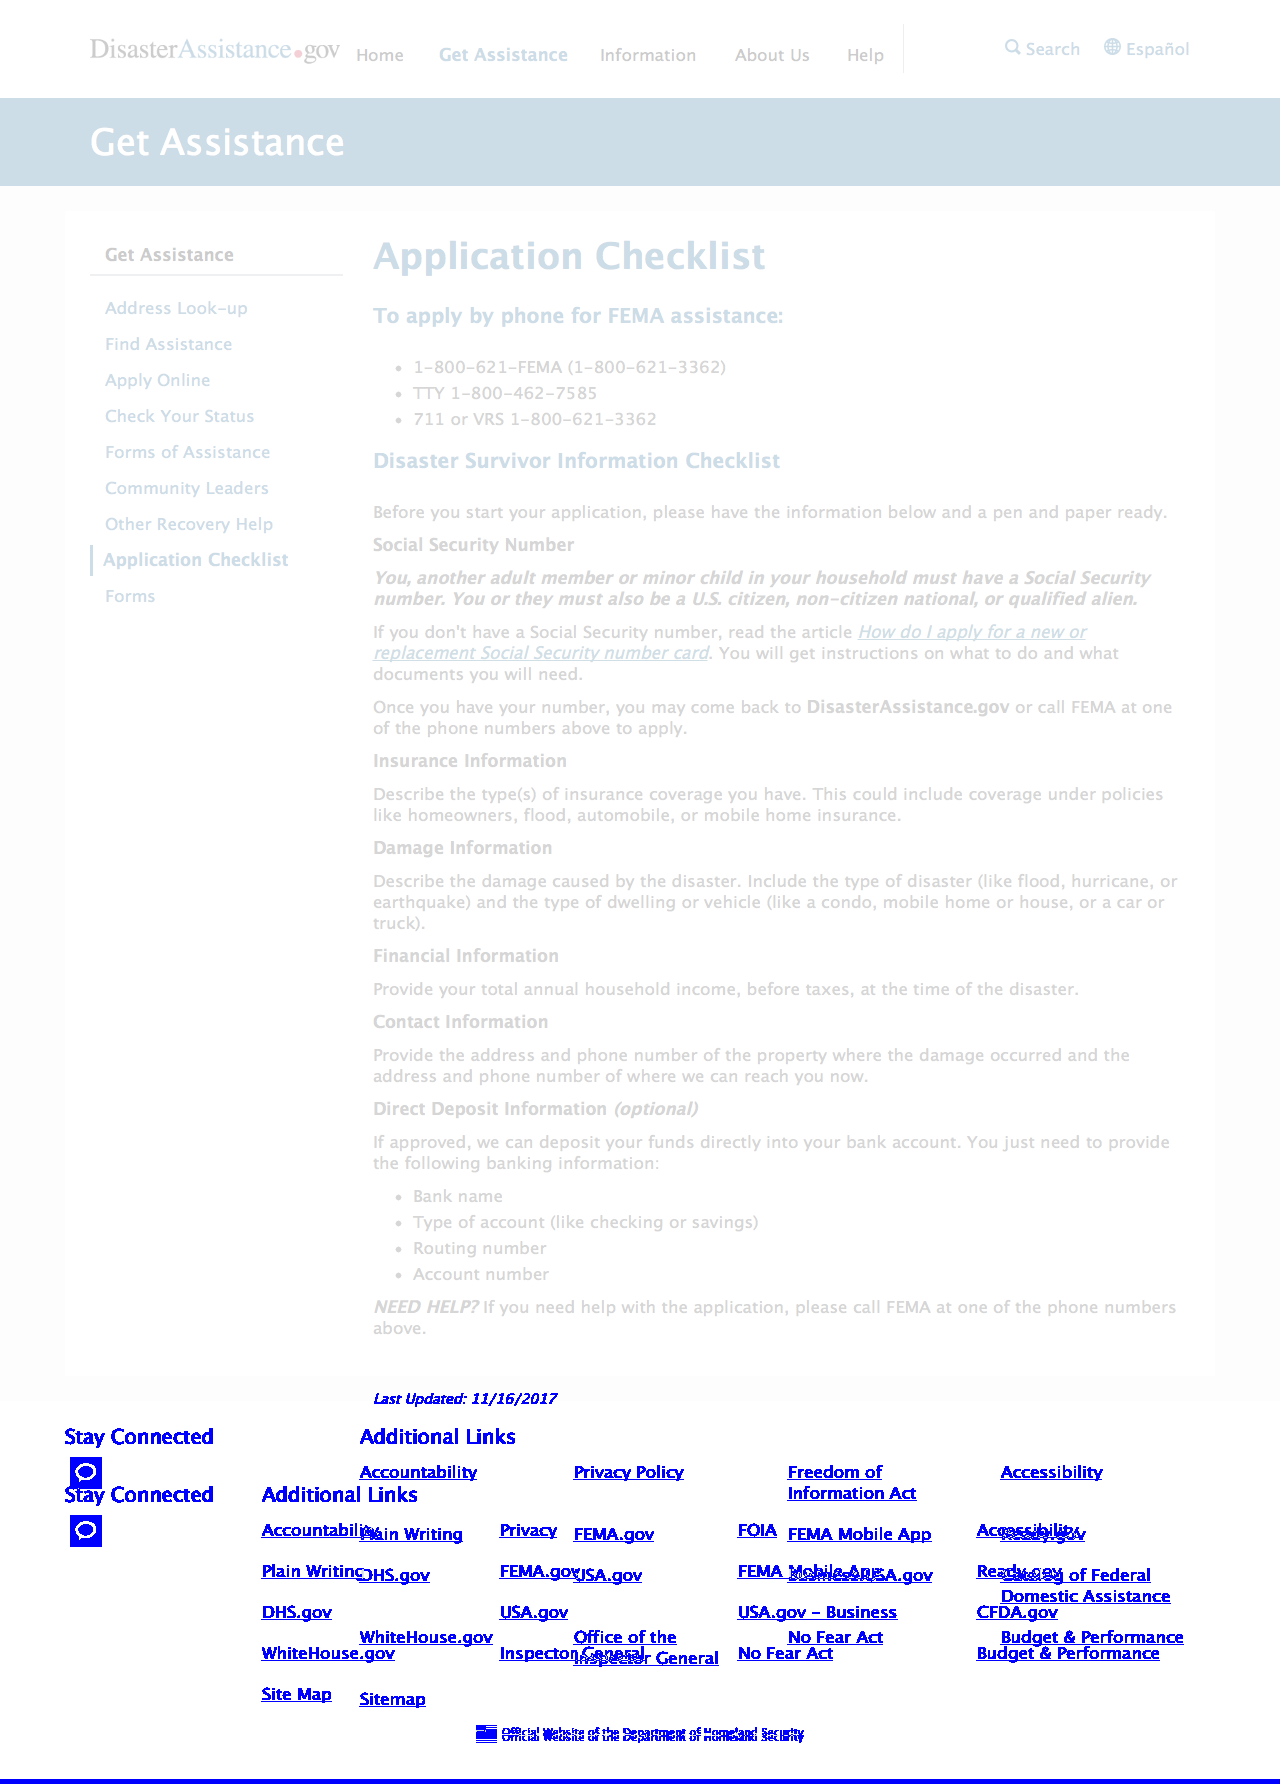 DisasterAssistance.gov Home Get Assistance Information About Us Help Search Español
Get Assistance
Get Assistance
Address Look-up
Find Assistance
Apply Online
Check Your Status
Forms of Assistance
Community Leaders
Other Recovery Help
Application Checklist
Forms
Application Checklist
To apply by phone for FEMA assistance:
• 1-800-621-FEMA (1-800-621-3362)
• TTY 1-800-462-7585
• 711 or VRS 1-800-621-3362
Disaster Survivor Information Checklist
Before you start your application, please have the information below and a pen and paper ready.
Social Security Number
You, another adult member or minor child in your household must have a Social Security
number. You or they must also be a U.S. citizen, non-citizen national, or qualified alien.
If you don't have a Social Security number, read the article How do I apply for a new or
replacement Social Security number card. You will get instructions on what to do and what
documents you will need.
Once you have your number, you may come back to DisasterAssistance.gov or call FEMA at one
of the phone numbers above to apply.
Insurance Information
Describe the type(s) of insurance coverage you have. This could include coverage under policies
like homeowners, flood, automobile, or mobile home insurance.
Damage Information
Describe the damage caused by the disaster. Include the type of disaster (like flood, hurricane, or
earthquake) and the type of dwelling or vehicle (like a condo, mobile home or house, or a car or
truck).
Financial Information
Provide your total annual household income, before taxes, at the time of the disaster.
Contact Information
Provide the address and phone number of the property where the damage occurred and the
address and phone number of where we can reach you now.
Direct Deposit Information (optional)
If approved, we can deposit your funds directly into your bank account. You just need to provide
the following banking information:
• Bank name
• Type of account (like checking or savings)
• Routing number
• Account number
NEED HELP? If you need help with the application, please call FEMA at one of the phone numbers
above.
Last Updated: 11/16/2017
Stay Connected Additional Links
Accountability Privacy Policy Freedom of Accessibility
Information Act
Stay Connected Additional Links
Accountability Privacy FOIA Accessibility
Plain Writing FEMA.gov FEMA Mobile App Ready.gov
Plain Writing FEMA.gov FEMA Mobile App Ready.gov
DHS.gov USA.gov BusinessUSA.gov Catalog of Federal
Domestic Assistance
DHS.gov USA.gov USA.gov - Business CFDA.gov
WhiteHouse.gov Office of the No Fear Act Budget & Performance
Inspector General
WhiteHouse.gov Inspector General No Fear Act Budget & Performance
Site Map
Sitemap
Official Website of the Department of Homeland Security
Official Website of the Department of Homeland Security